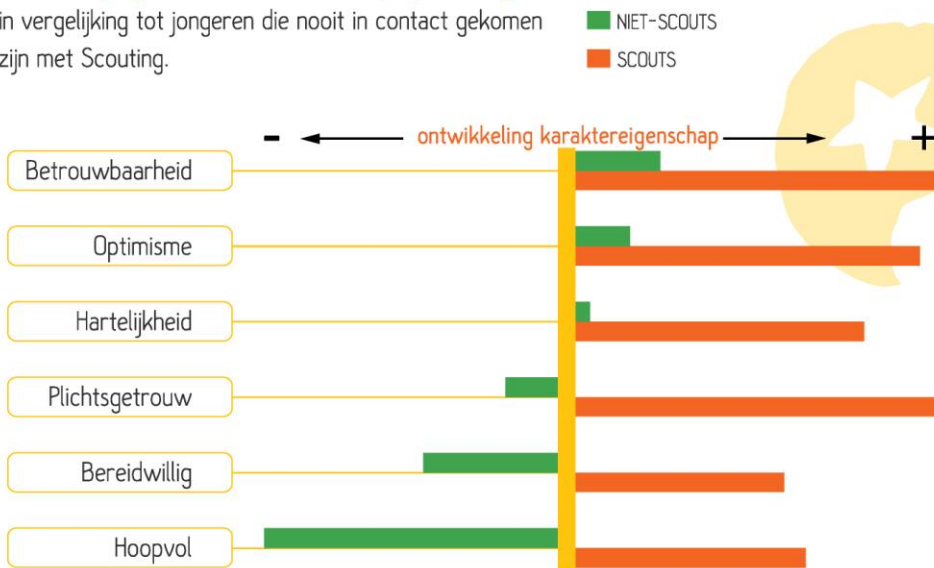 in vergelijking tot jongeren die nooit in contact gekomen
zijn met Scouting.
NIET-SCOUTS
SCOUTS
- ontwikkeling karaktereigenschap +
Betrouwbaarheid
Optimisme
Hartelijkheid
Plichtsgetrouw
Bereidwillig
Hoopvol